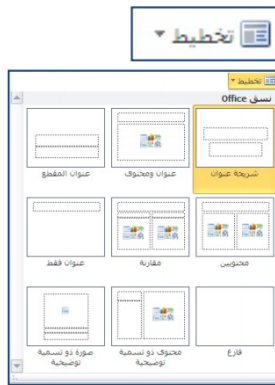 تخطيط
تخطيط
نسق Office
شريحة عنوان
عنوان ومحتوى
عنوان المقطع
محتويين
مقارنة
عنوان فقط
فارغ
محتوى ذو تسمية توضيحية
صورة ذو تسمية توضيحية